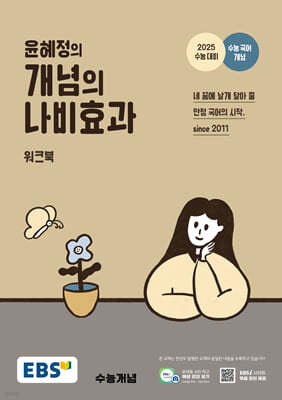 윤혜정의
개념의
나비효과
워크북
2025
수능 대비
수능 국어
개념
네 꿈에 날개 달아 줄
만점 국어의 시작.
since 2011
EBS
수능개념